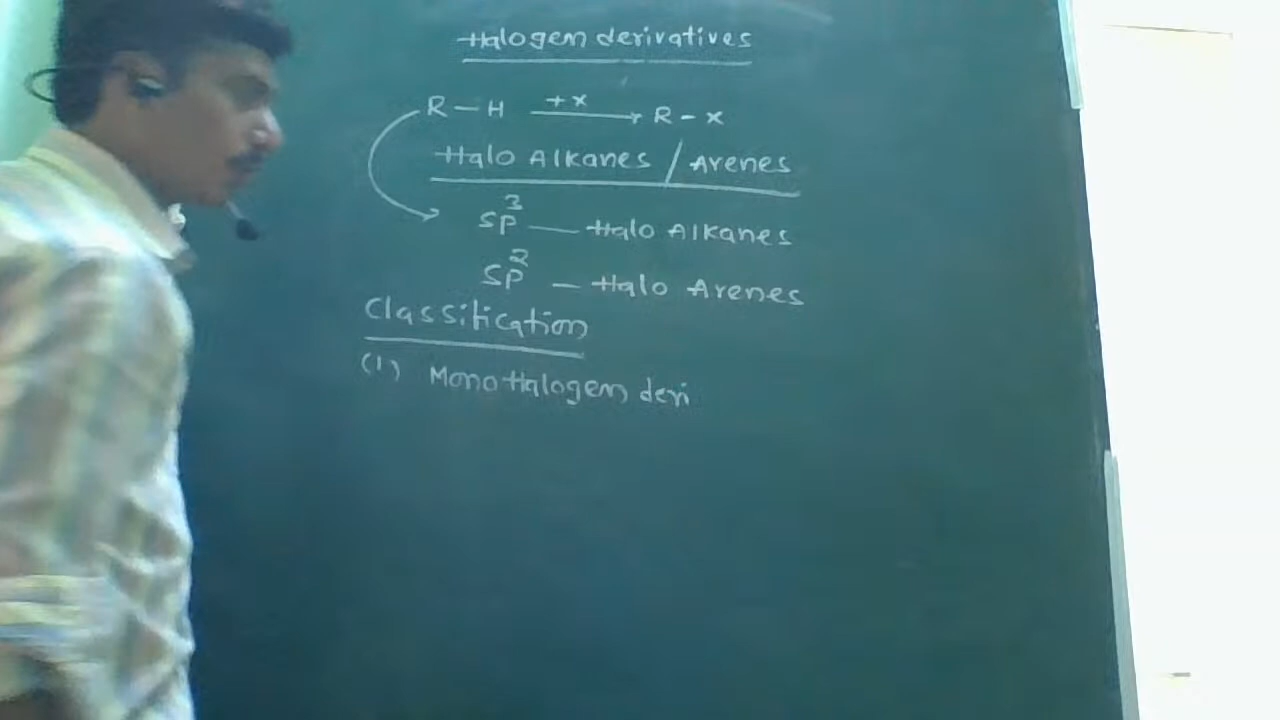 Halogen derivatives
R - H +x → R - x
Halo Alkanes / Arenes
SP³ — Halo Alkanes
SP² — Halo Arenes
Classification
(1) Mono Halogen deri